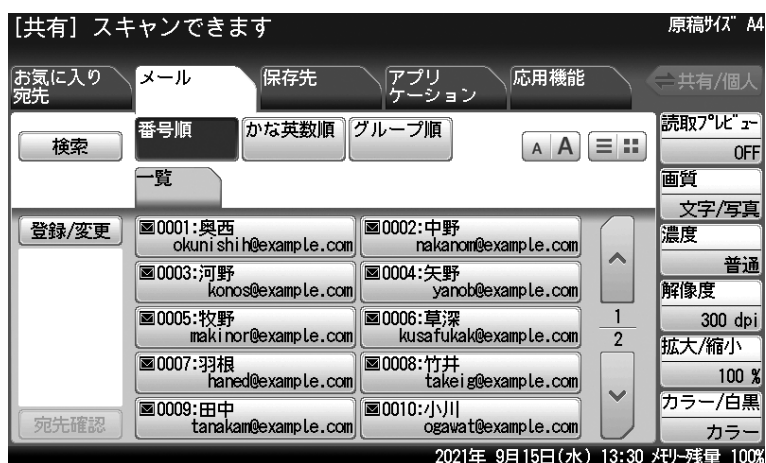 [共有] スキャンできます
原稿ｻｲｽﾞ A4
お気に入り
宛先
メール
保存先
アプリ
ケーション
応用機能
共有/個人
検索
番号順
かな英数順
グループ順
A A
一覧
登録/変更
0001:奥西
okunishih@example.com
0002:中野
nakanom@example.com
0003:河野
konos@example.com
0004:矢野
yanob@example.com
0005:牧野
makinor@example.com
0006:草深
kusafukak@example.com
0007:羽根
haned@example.com
0008:竹井
takeig@example.com
0009:田中
tanakam@example.com
0010:小川
ogawat@example.com
1
2
宛先確認
読取ﾌﾟﾚﾋﾞｭｰ
OFF
画質
文字/写真
濃度
普通
解像度
300 dpi
拡大/縮小
100 %
カラー/白黒
カラー
2021年 9月15日(水) 13:30 ﾒﾓﾘｰ残量 100%